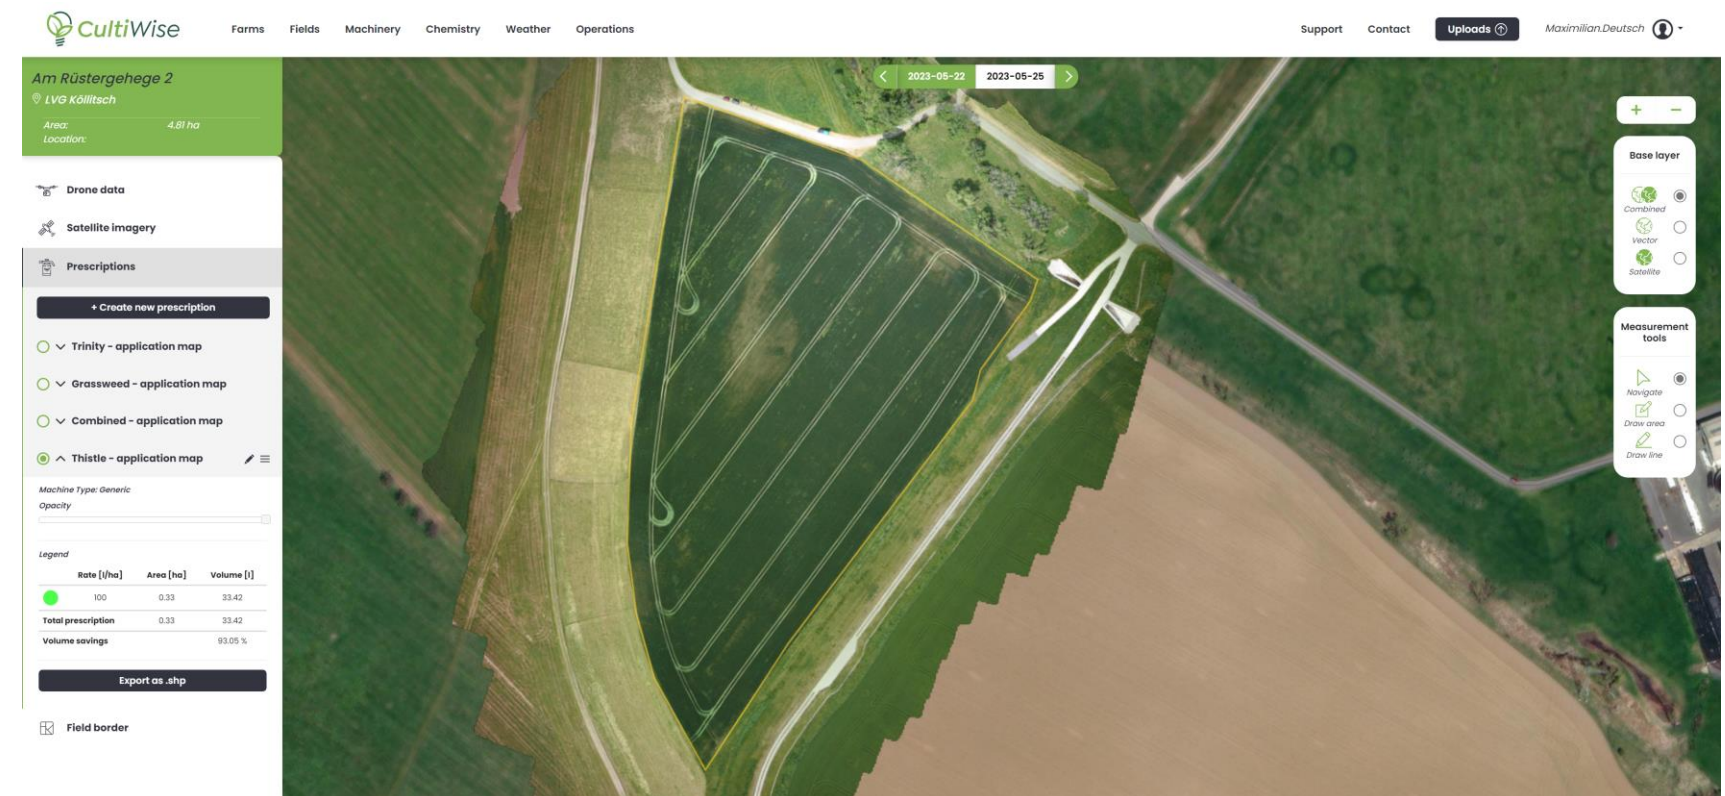 CultiWise
Farms Fields Machinery Chemistry Weather Operations
Support Contact Uploads Maximilian.Deutsch
Am Rüstergehege 2
LVG Köllitsch
Area: 4.81 ha
Location:
2023-05-22 2023-05-25
Drone data
Satellite imagery
Prescriptions
+ Create new prescription
Trinity - application map
Grassweed - application map
Combined - application map
Thistle - application map
Machine Type: Generic
Opacity
Legend
Rate [l/ha] Area [ha] Volume [l]
100 0.33 33.42
Total prescription 0.33 33.42
Volume savings 93.05 %
Export as .shp
Field border
+ −
Base layer
Combined
Vector
Satellite
Measurement
tools
Navigate
Draw area
Draw line